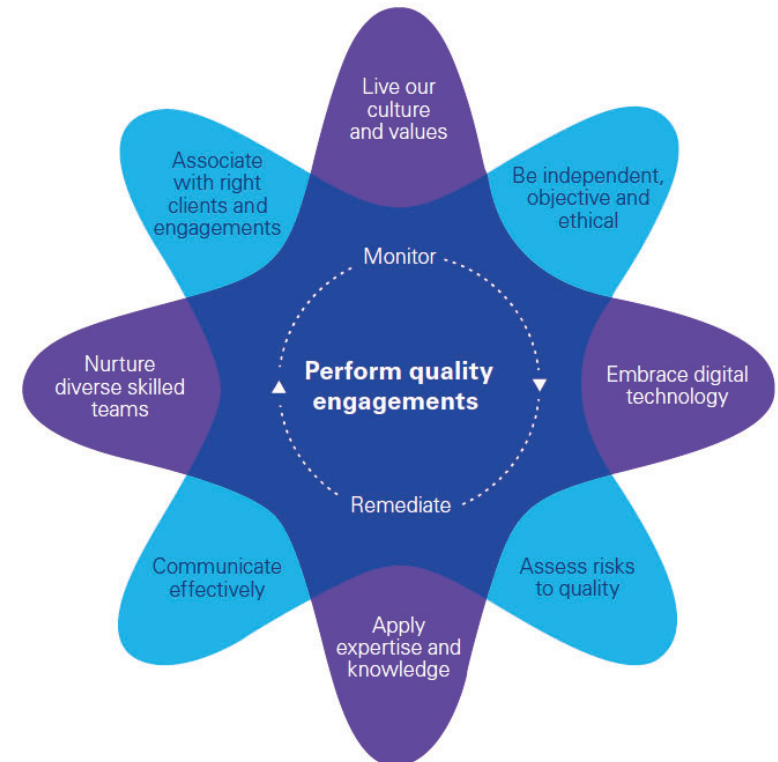 Live our
culture
and values
Associate
with right
clients and
engagements
Be independent,
objective and
ethical
Monitor
Nurture
diverse skilled
teams
Perform quality
engagements
Embrace digital
technology
Remediate
Communicate
effectively
Assess risks
to quality
Apply
expertise and
knowledge